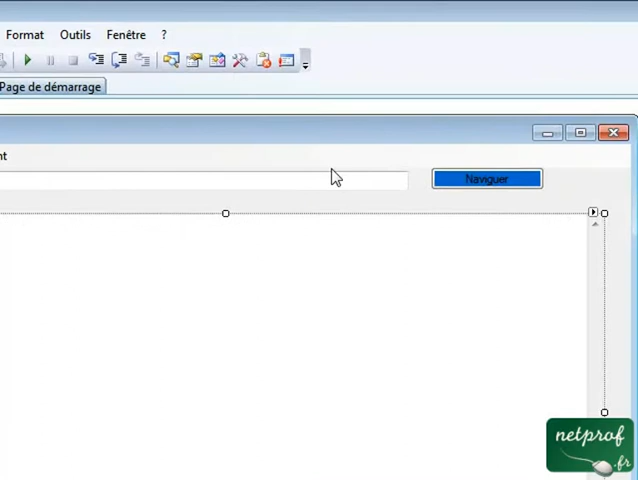 Format Outils Fenêtre ?
Page de démarrage
nt
Naviguer
netprof
.fr